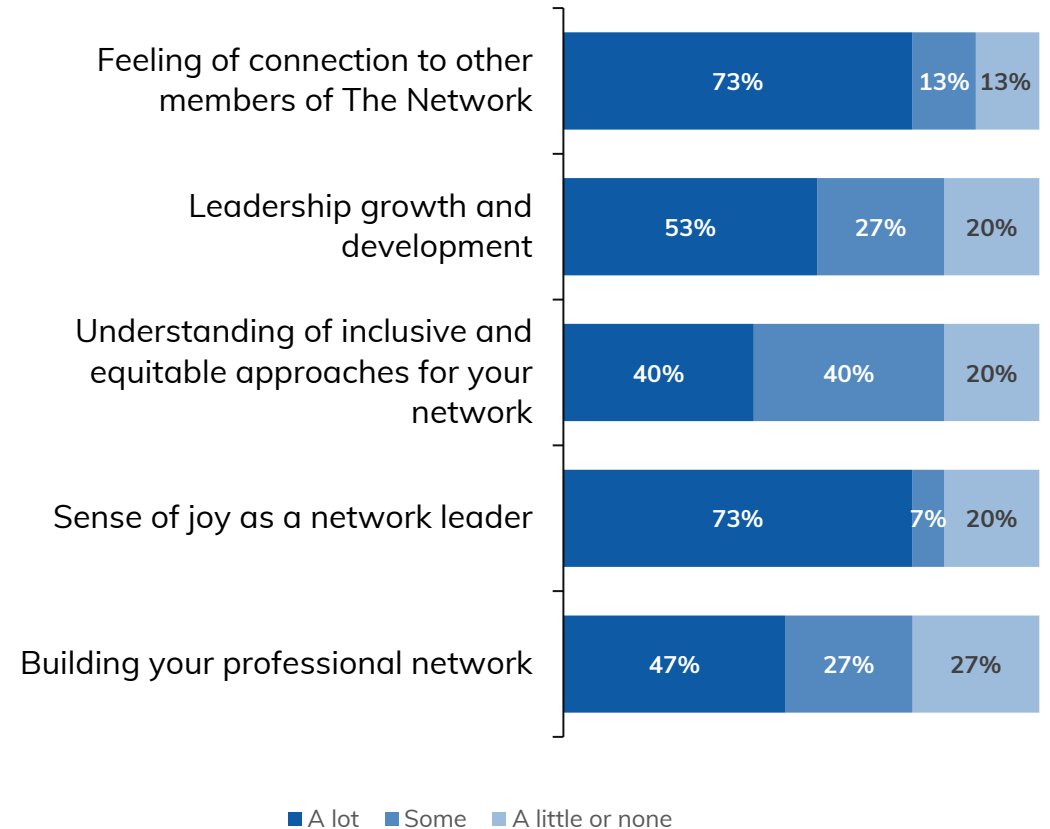 Feeling of connection to other
members of The Network
73% 13% 13%
Leadership growth and
development
53% 27% 20%
Understanding of inclusive and
equitable approaches for your
network
40% 40% 20%
Sense of joy as a network leader
73% 7% 20%
Building your professional network
47% 27% 27%
A lot Some A little or none